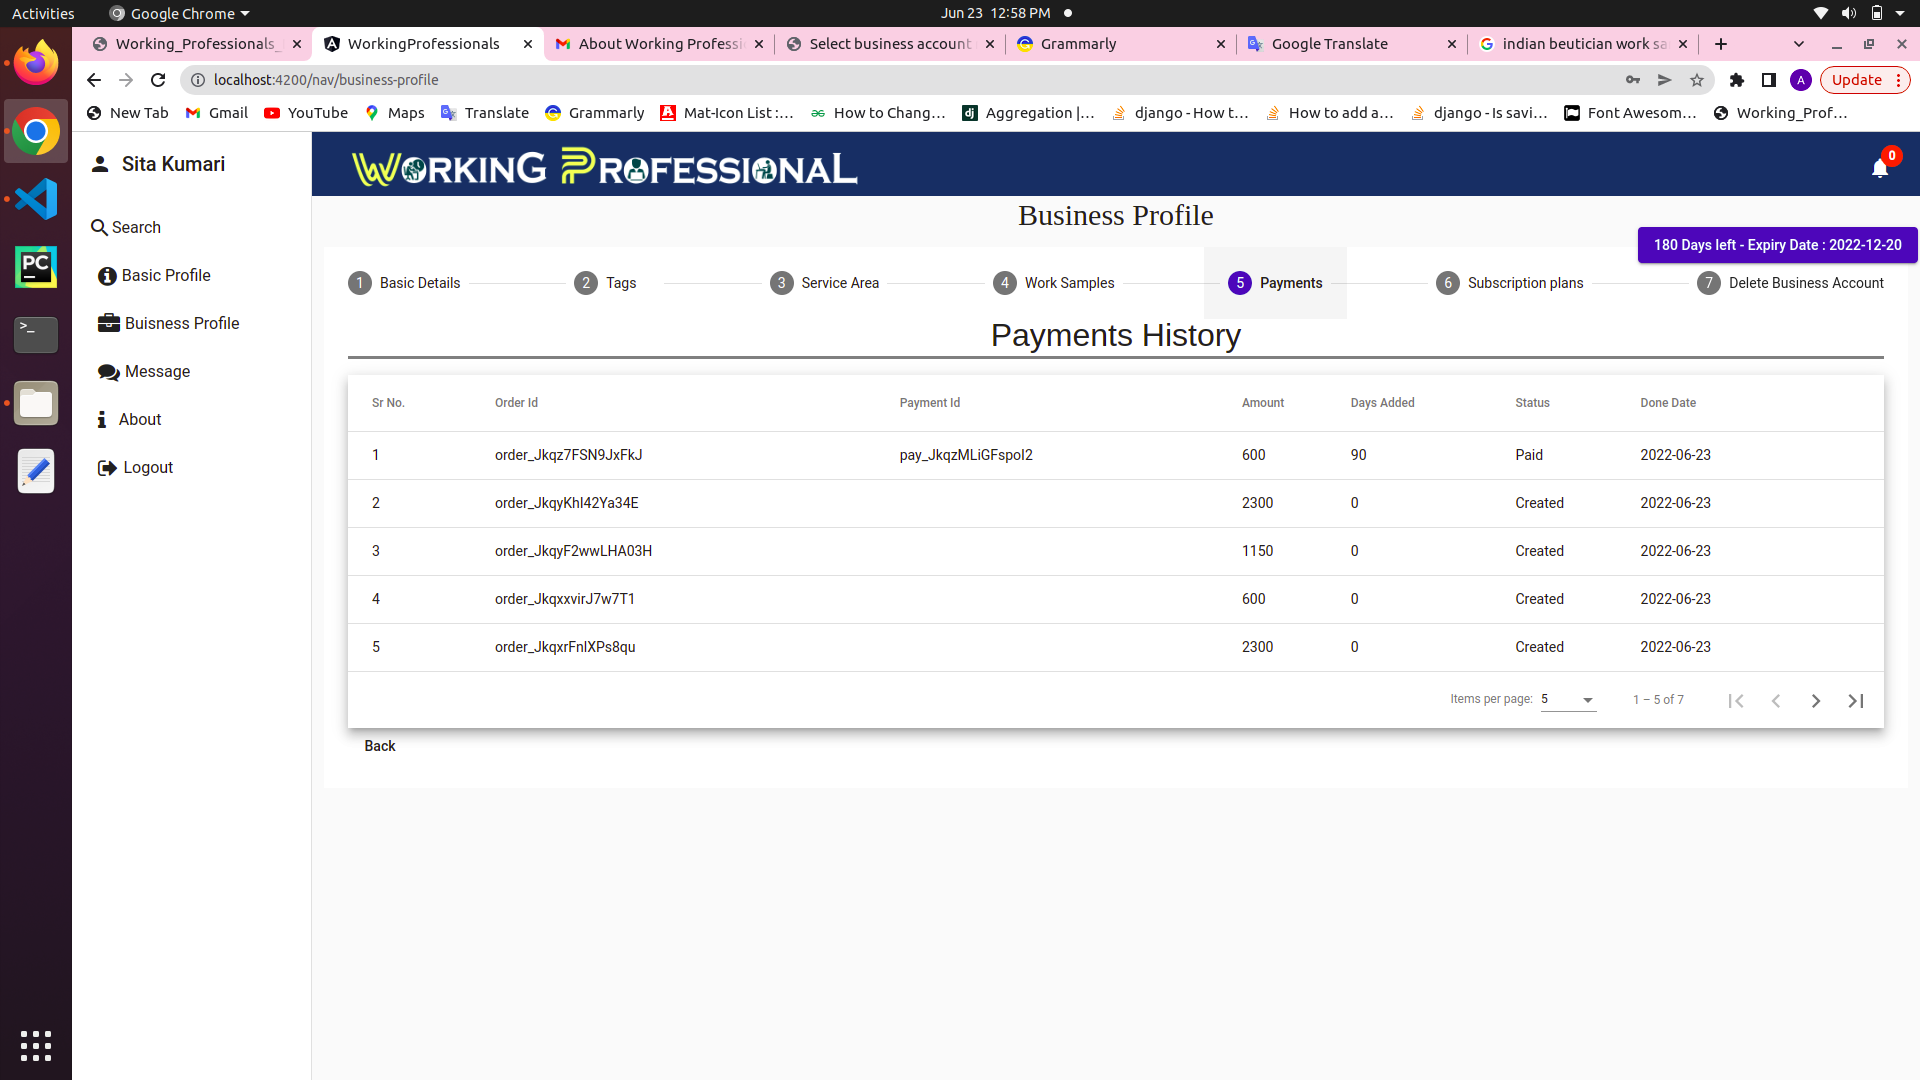 Activities Google Chrome Jun 23 12:58 PM
Working_Professionals_ WorkingProfessionals About Working Professi Select business account Grammarly Google Translate indian beutician work sa
localhost:4200/nav/business-profile A Update
New Tab Gmail YouTube Maps Translate Grammarly Mat-Icon List :... How to Chang... Aggregation |... django - How t... How to add a... django - Is savi... Font Awesom... Working_Prof...
Sita Kumari
WORKING PROFESSIONAL
0
Search
Basic Profile
Buisness Profile
Message
About
Logout
Business Profile
180 Days left - Expiry Date : 2022-12-20
1 Basic Details 2 Tags 3 Service Area 4 Work Samples 5 Payments 6 Subscription plans 7 Delete Business Account
Payments History
Sr No. Order Id Payment Id Amount Days Added Status Done Date
1 order_Jkqz7FSN9JxFkJ pay_JkqzMLiGFspoI2 600 90 Paid 2022-06-23
2 order_JkqyKhI42Ya34E 2300 0 Created 2022-06-23
3 order_JkqyF2wwLHA03H 1150 0 Created 2022-06-23
4 order_JkqxxvirJ7w7T1 600 0 Created 2022-06-23
5 order_JkqxrFnIXPs8qu 2300 0 Created 2022-06-23
Items per page: 5 1 – 5 of 7
Back
PC
>_